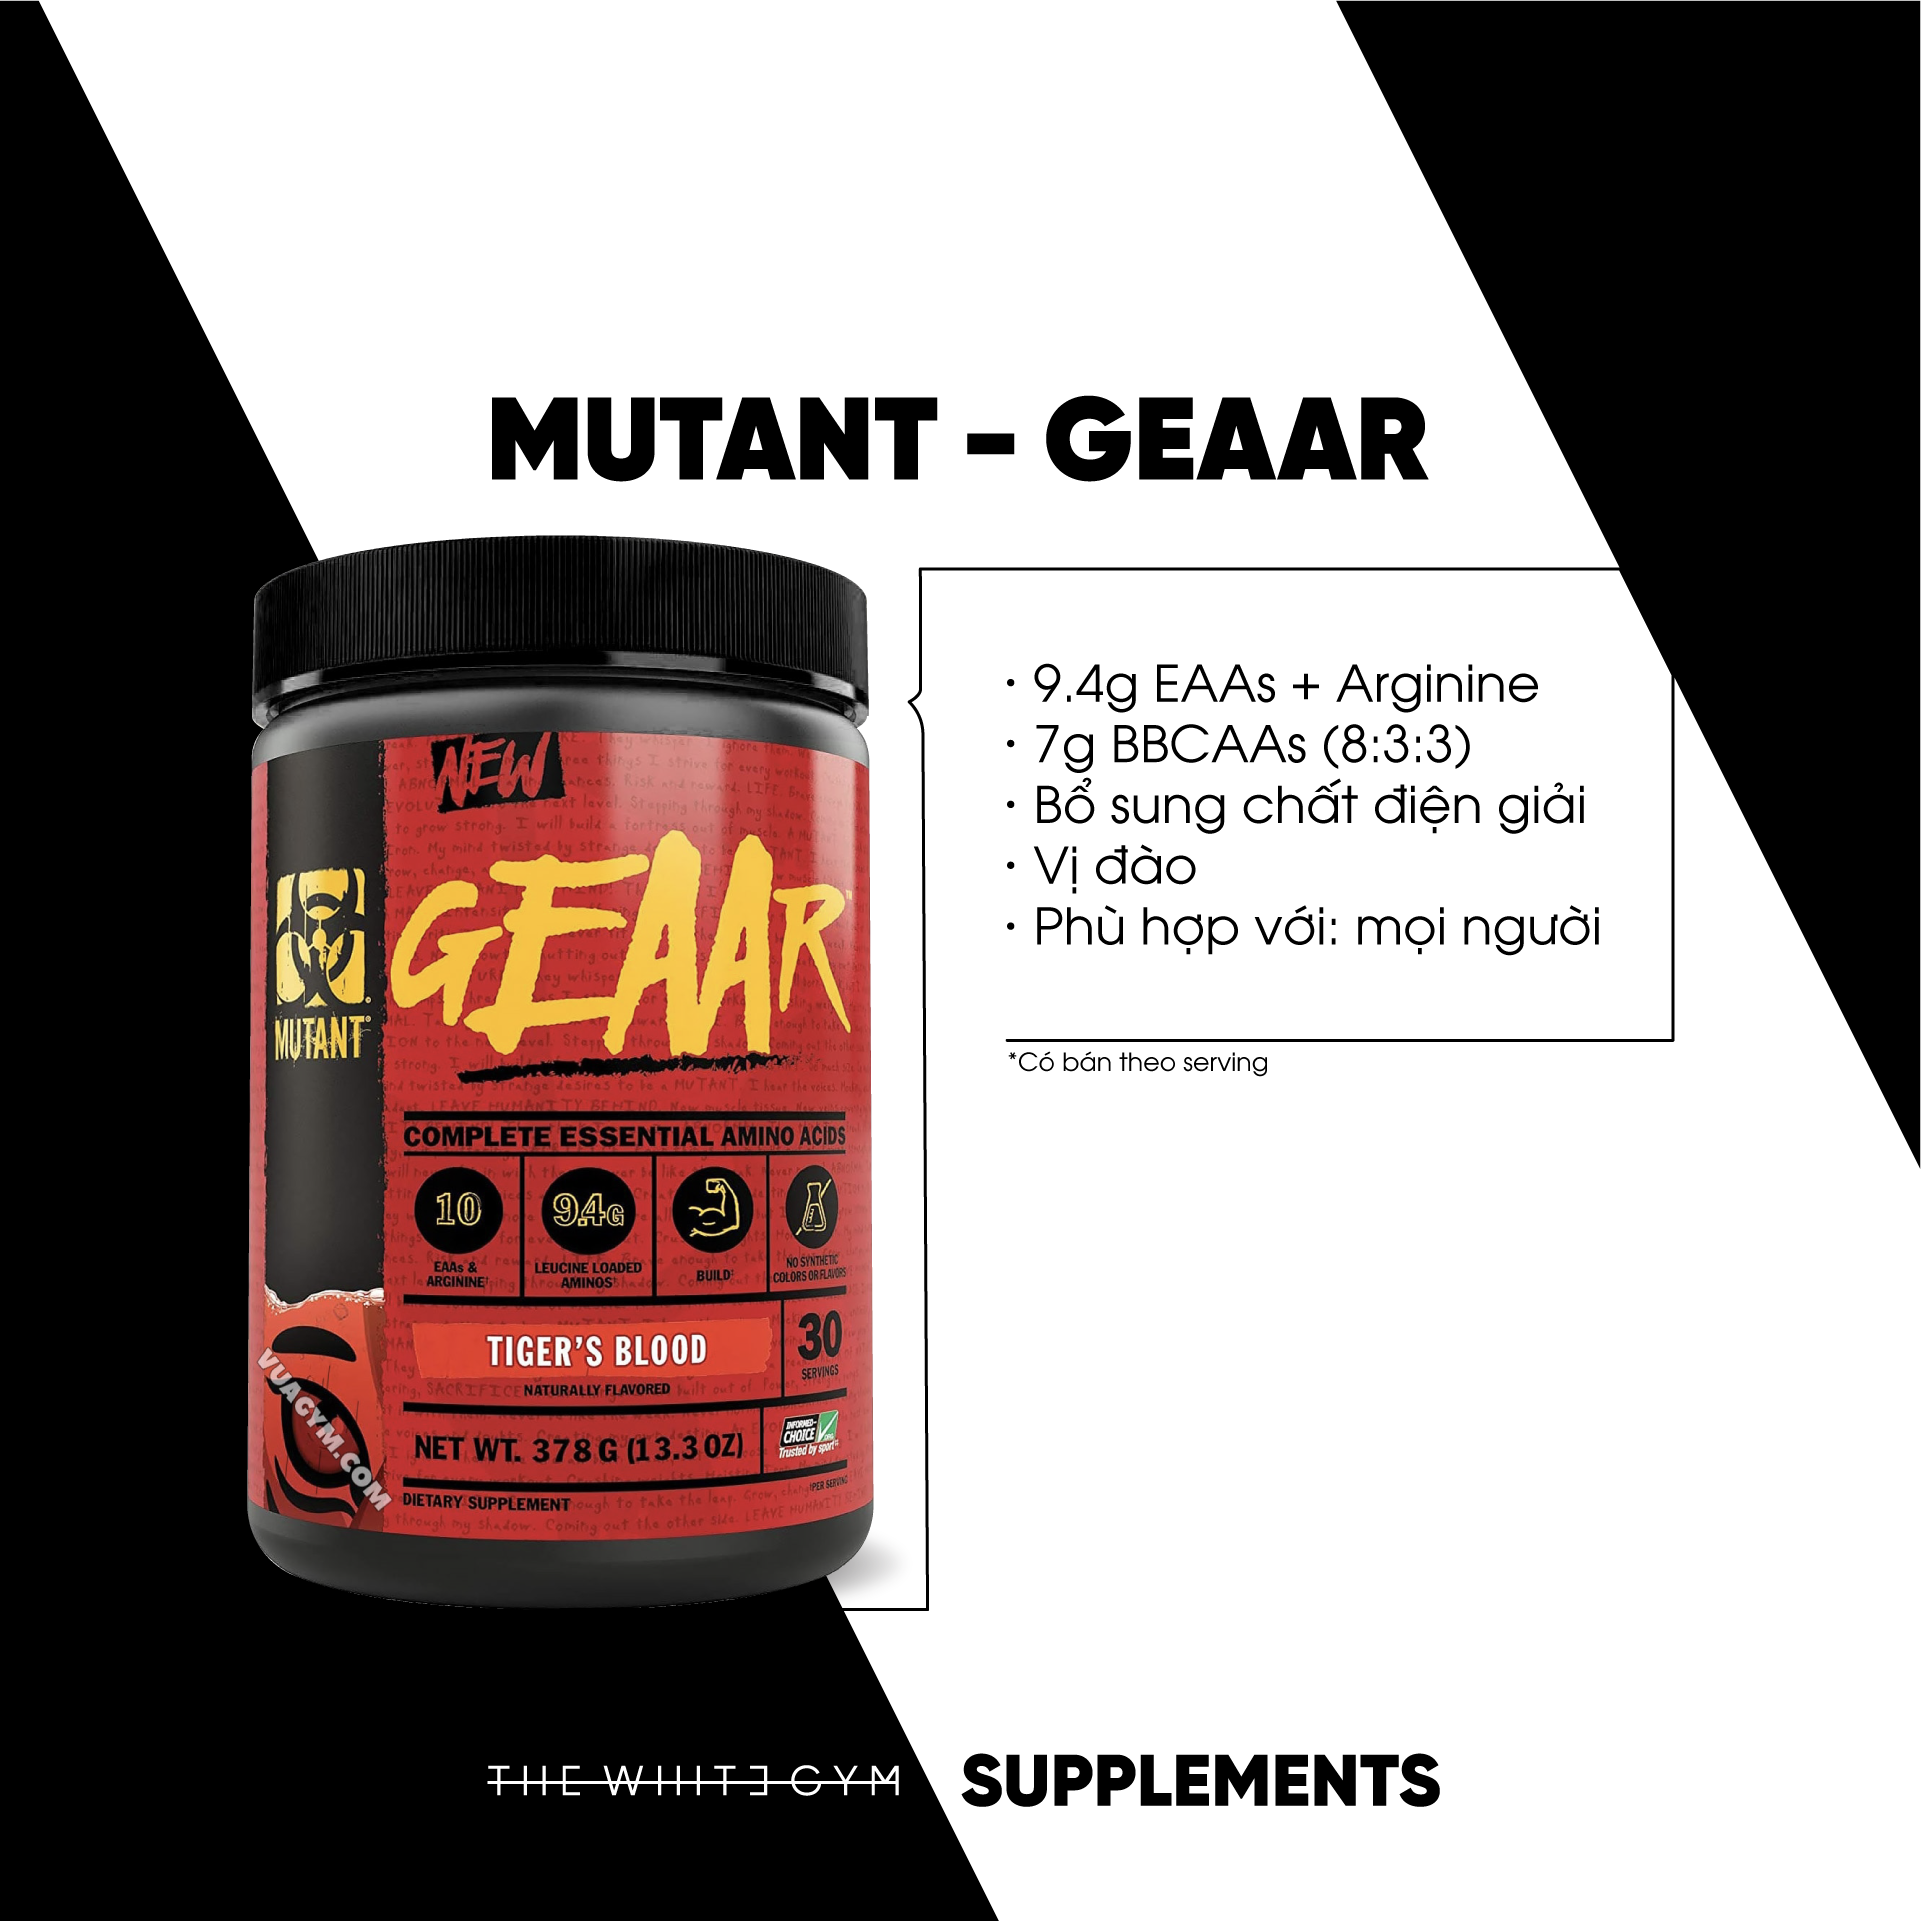 MUTANT - GEAAR
NEW
GEAAR™
MUTANT
COMPLETE ESSENTIAL AMINO ACIDS
10
EAAs &
ARGININE†
9.4G
LEUCINE LOADED
AMINOS†
BUILD‡
NO SYNTHETIC
COLORS OR FLAVORS
TIGER'S BLOOD
NATURALLY FLAVORED
30
SERVINGS
NET WT. 378 G (13.3 OZ)
INFORMED-
CHOICE
Trusted by sport
†PER SERVING
DIETARY SUPPLEMENT
VUAGYM.COM
• 9.4g EAAs + Arginine
• 7g BBCAAs (8:3:3)
• Bổ sung chất điện giải
• Vị đào
• Phù hợp với: mọi người
*Có bán theo serving
THE WHITE GYM SUPPLEMENTS